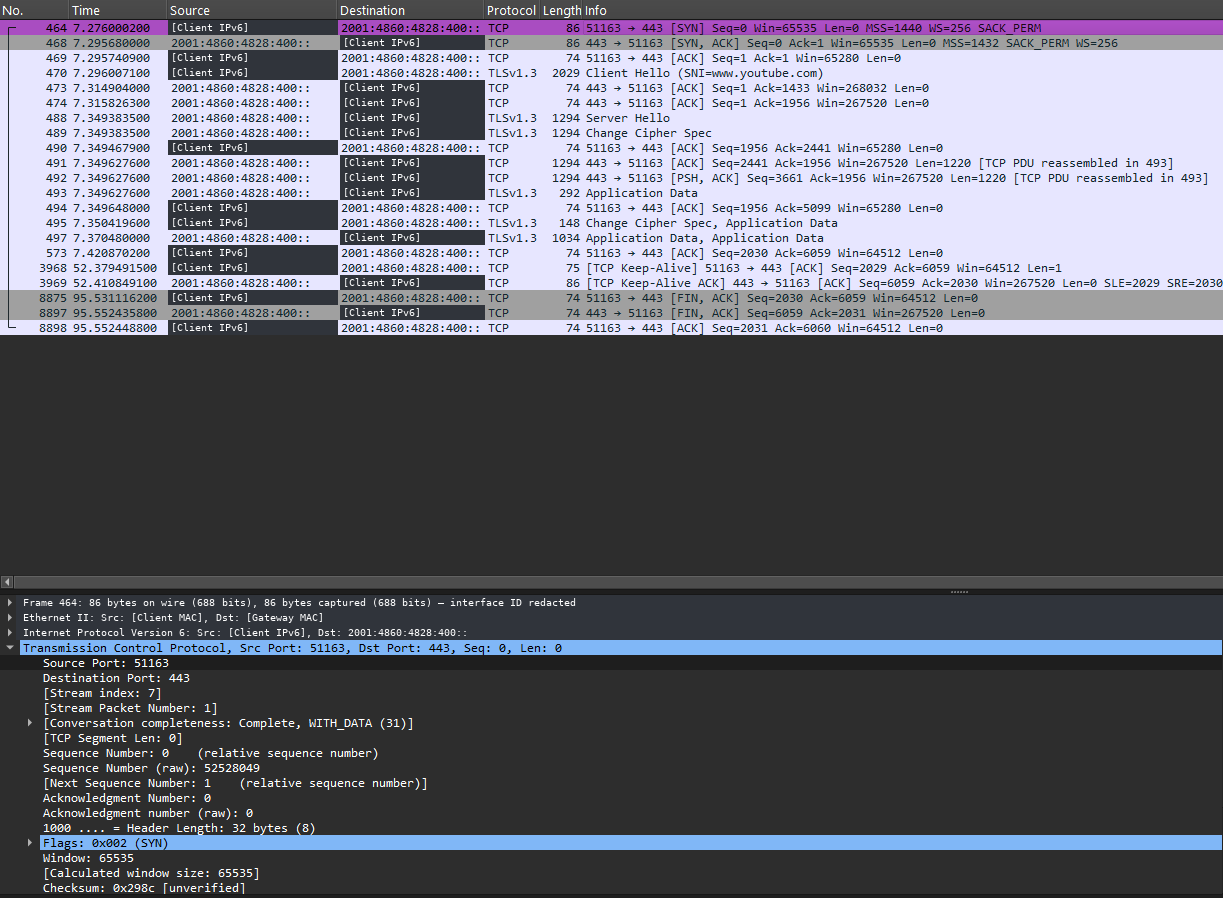 No. Time Source Destination Protocol Length Info
464 7.276000200 [Client IPv6] 2001:4860:4828:400:: TCP 86 51163 → 443 [SYN] Seq=0 Win=65535 Len=0 MSS=1440 WS=256 SACK_PERM
468 7.295680000 2001:4860:4828:400:: [Client IPv6] TCP 86 443 → 51163 [SYN, ACK] Seq=0 Ack=1 Win=65535 Len=0 MSS=1432 SACK_PERM WS=256
469 7.295740900 [Client IPv6] 2001:4860:4828:400:: TCP 74 51163 → 443 [ACK] Seq=1 Ack=1 Win=65280 Len=0
470 7.296007100 [Client IPv6] 2001:4860:4828:400:: TLSv1.3 2029 Client Hello (SNI=www.youtube.com)
473 7.314904000 2001:4860:4828:400:: [Client IPv6] TCP 74 443 → 51163 [ACK] Seq=1 Ack=1433 Win=268032 Len=0
474 7.315826300 2001:4860:4828:400:: [Client IPv6] TCP 74 443 → 51163 [ACK] Seq=1 Ack=1956 Win=267520 Len=0
488 7.349383500 2001:4860:4828:400:: [Client IPv6] TLSv1.3 1294 Server Hello
489 7.349383500 2001:4860:4828:400:: [Client IPv6] TLSv1.3 1294 Change Cipher Spec
490 7.349467900 [Client IPv6] 2001:4860:4828:400:: TCP 74 51163 → 443 [ACK] Seq=1956 Ack=2441 Win=65280 Len=0
491 7.349627600 2001:4860:4828:400:: [Client IPv6] TCP 1294 443 → 51163 [ACK] Seq=2441 Ack=1956 Win=267520 Len=1220 [TCP PDU reassembled in 493]
492 7.349627600 2001:4860:4828:400:: [Client IPv6] TCP 1294 443 → 51163 [PSH, ACK] Seq=3661 Ack=1956 Win=267520 Len=1220 [TCP PDU reassembled in 493]
493 7.349627600 2001:4860:4828:400:: [Client IPv6] TLSv1.3 292 Application Data
494 7.349648000 [Client IPv6] 2001:4860:4828:400:: TCP 74 51163 → 443 [ACK] Seq=1956 Ack=5099 Win=65280 Len=0
495 7.350419600 [Client IPv6] 2001:4860:4828:400:: TLSv1.3 148 Change Cipher Spec, Application Data
497 7.370480000 2001:4860:4828:400:: [Client IPv6] TLSv1.3 1034 Application Data, Application Data
573 7.420870200 [Client IPv6] 2001:4860:4828:400:: TCP 74 51163 → 443 [ACK] Seq=2030 Ack=6059 Win=64512 Len=0
3968 52.379491500 [Client IPv6] 2001:4860:4828:400:: TCP 75 [TCP Keep-Alive] 51163 → 443 [ACK] Seq=2029 Ack=6059 Win=64512 Len=1
3969 52.410849100 2001:4860:4828:400:: [Client IPv6] TCP 86 [TCP Keep-Alive ACK] 443 → 51163 [ACK] Seq=6059 Ack=2030 Win=267520 Len=0 SLE=2029 SRE=2030
8875 95.531116200 [Client IPv6] 2001:4860:4828:400:: TCP 74 51163 → 443 [FIN, ACK] Seq=2030 Ack=6059 Win=64512 Len=0
8897 95.552435800 2001:4860:4828:400:: [Client IPv6] TCP 74 443 → 51163 [FIN, ACK] Seq=6059 Ack=2031 Win=267520 Len=0
8898 95.552448800 [Client IPv6] 2001:4860:4828:400:: TCP 74 51163 → 443 [ACK] Seq=2031 Ack=6060 Win=64512 Len=0
Frame 464: 86 bytes on wire (688 bits), 86 bytes captured (688 bits) — interface ID redacted
Ethernet II: Src: [Client MAC], Dst: [Gateway MAC]
Internet Protocol Version 6: Src: [Client IPv6], Dst: 2001:4860:4828:400::
Transmission Control Protocol, Src Port: 51163, Dst Port: 443, Seq: 0, Len: 0
Source Port: 51163
Destination Port: 443
[Stream index: 7]
[Stream Packet Number: 1]
[Conversation completeness: Complete, WITH_DATA (31)]
[TCP Segment Len: 0]
Sequence Number: 0 (relative sequence number)
Sequence Number (raw): 52528049
[Next Sequence Number: 1 (relative sequence number)]
Acknowledgment Number: 0
Acknowledgment number (raw): 0
1000 .... = Header Length: 32 bytes (8)
Flags: 0x002 (SYN)
Window: 65535
[Calculated window size: 65535]
Checksum: 0x298c [unverified]